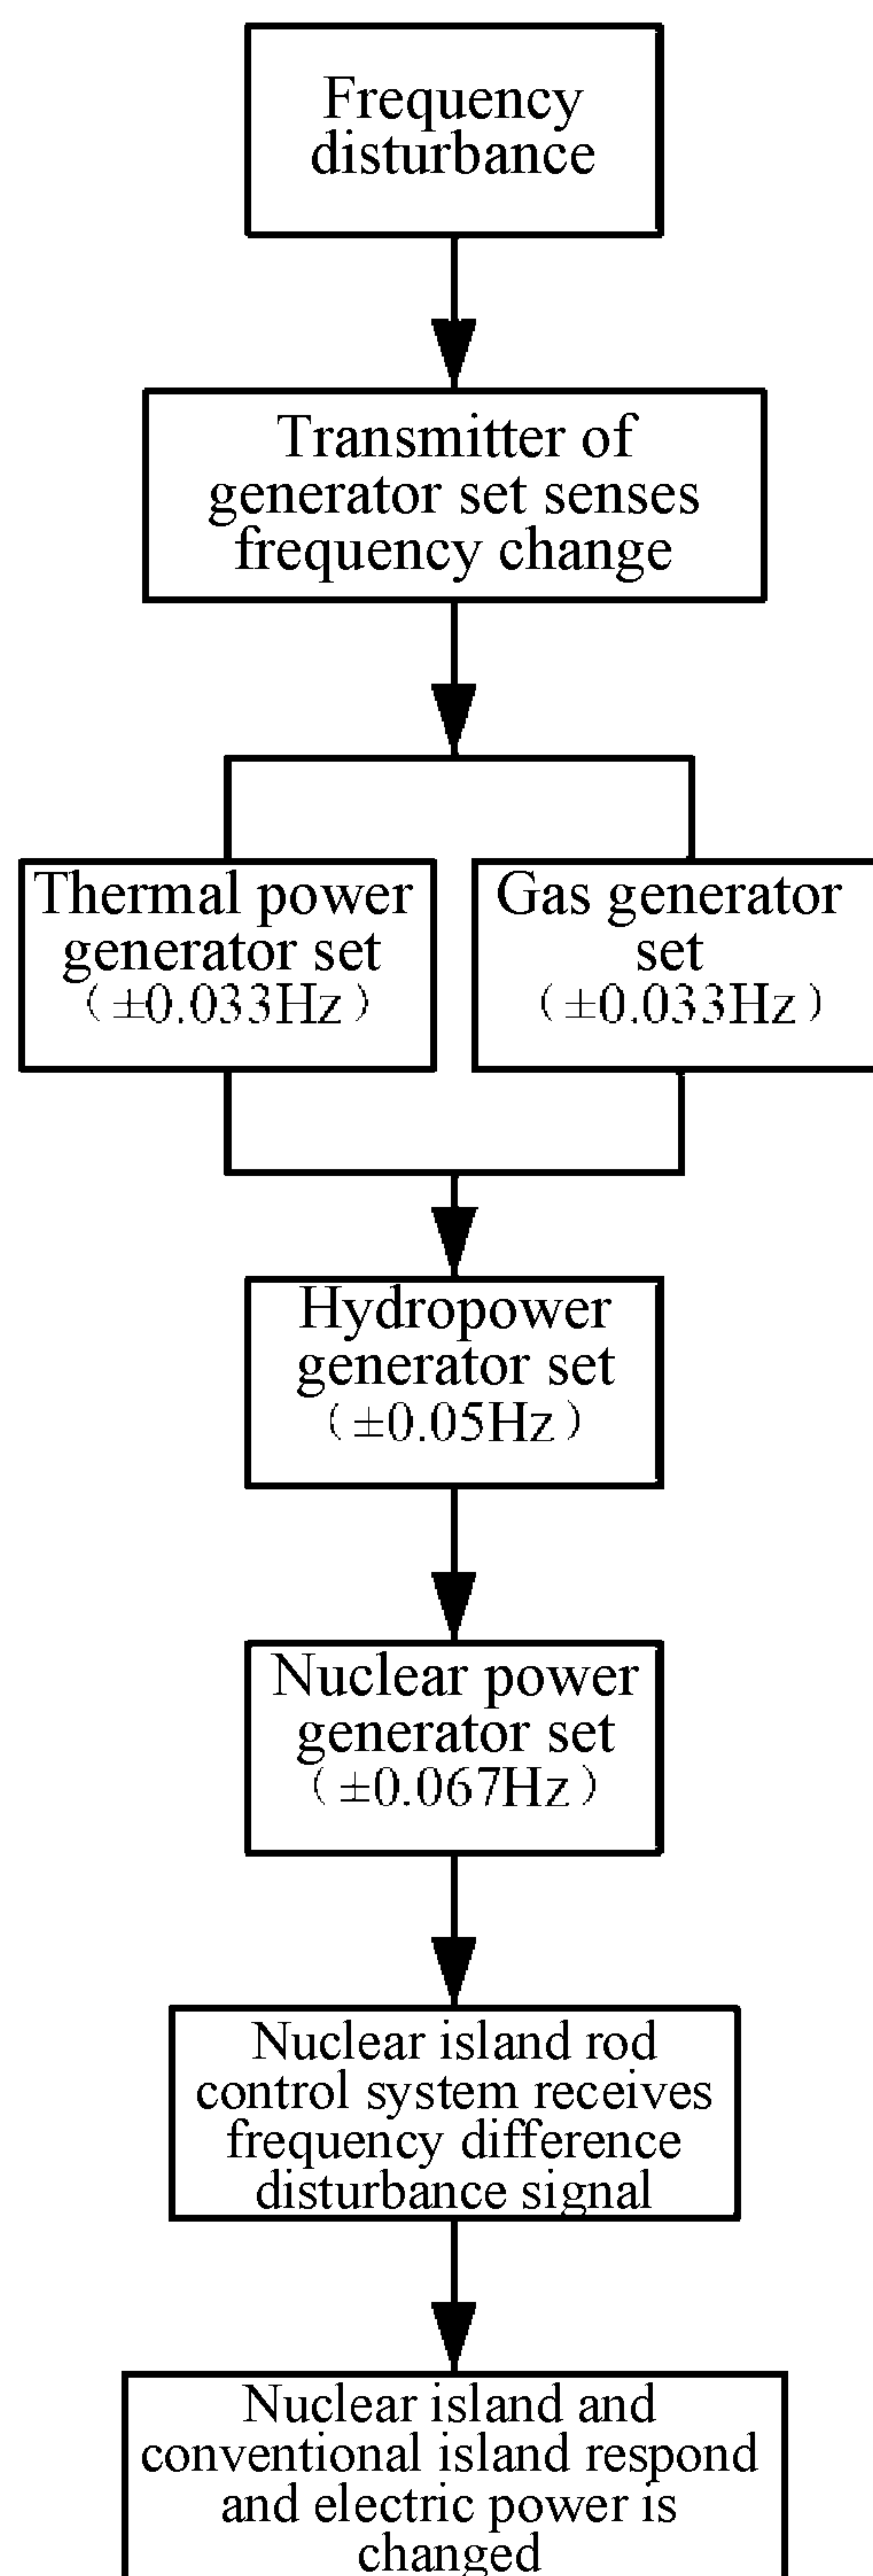 Frequency
disturbance
Transmitter of
generator set senses
frequency change
Thermal power
generator set
（±0.033Hz）
Gas generator
set
（±0.033Hz）
Hydropower
generator set
（±0.05Hz）
Nuclear power
generator set
（±0.067Hz）
Nuclear island rod
control system receives
frequency difference
disturbance signal
Nuclear island and
conventional island respond
and electric power is
changed